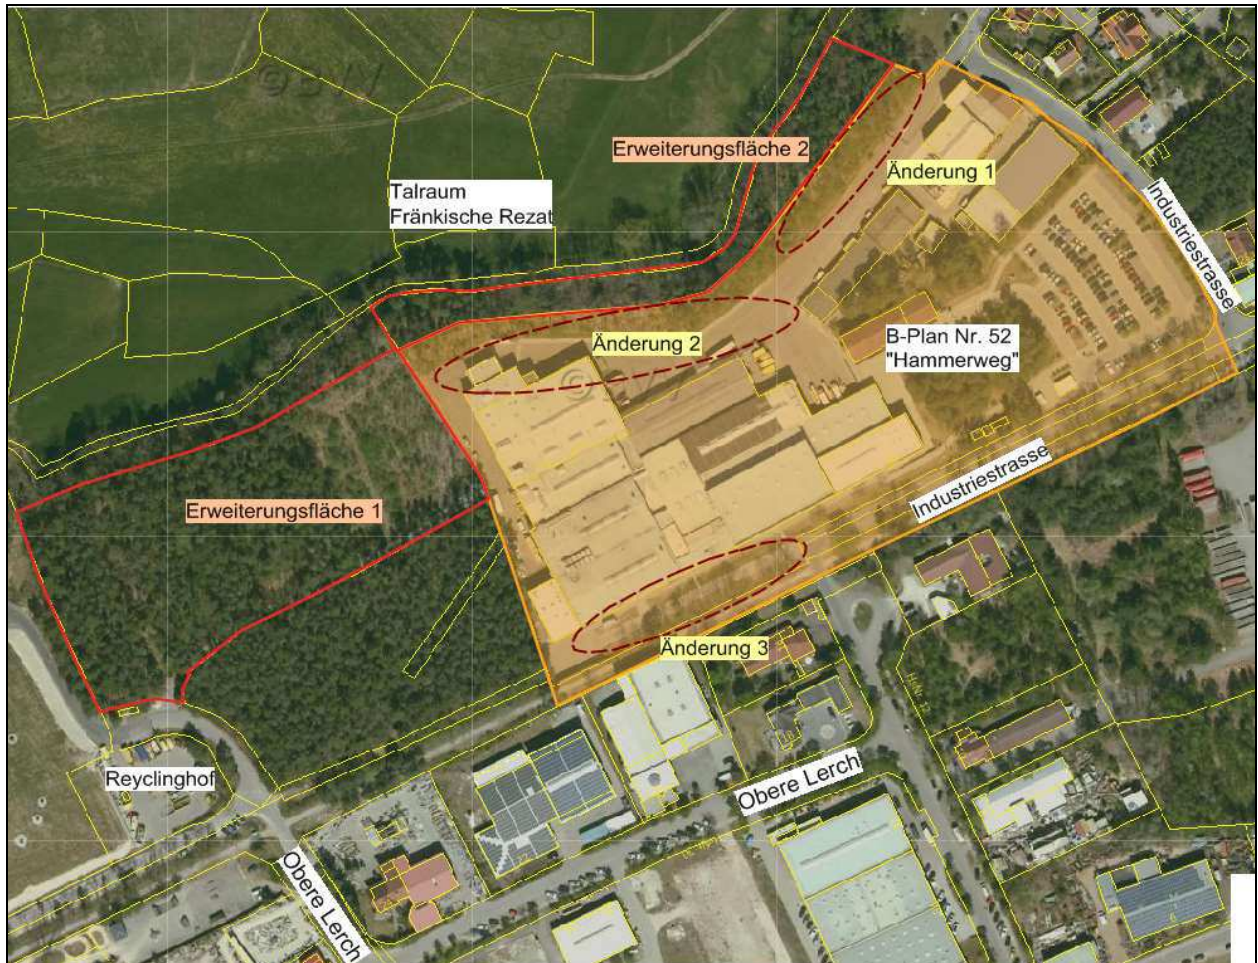 Erweiterungsfläche 2
Änderung 1
Talraum
Fränkische Rezat
Industriestrasse
Änderung 2
B-Plan Nr. 52
"Hammerweg"
Industriestrasse
Erweiterungsfläche 1
Änderung 3
Reyclinghof
Obere Lerch
Obere Lerch